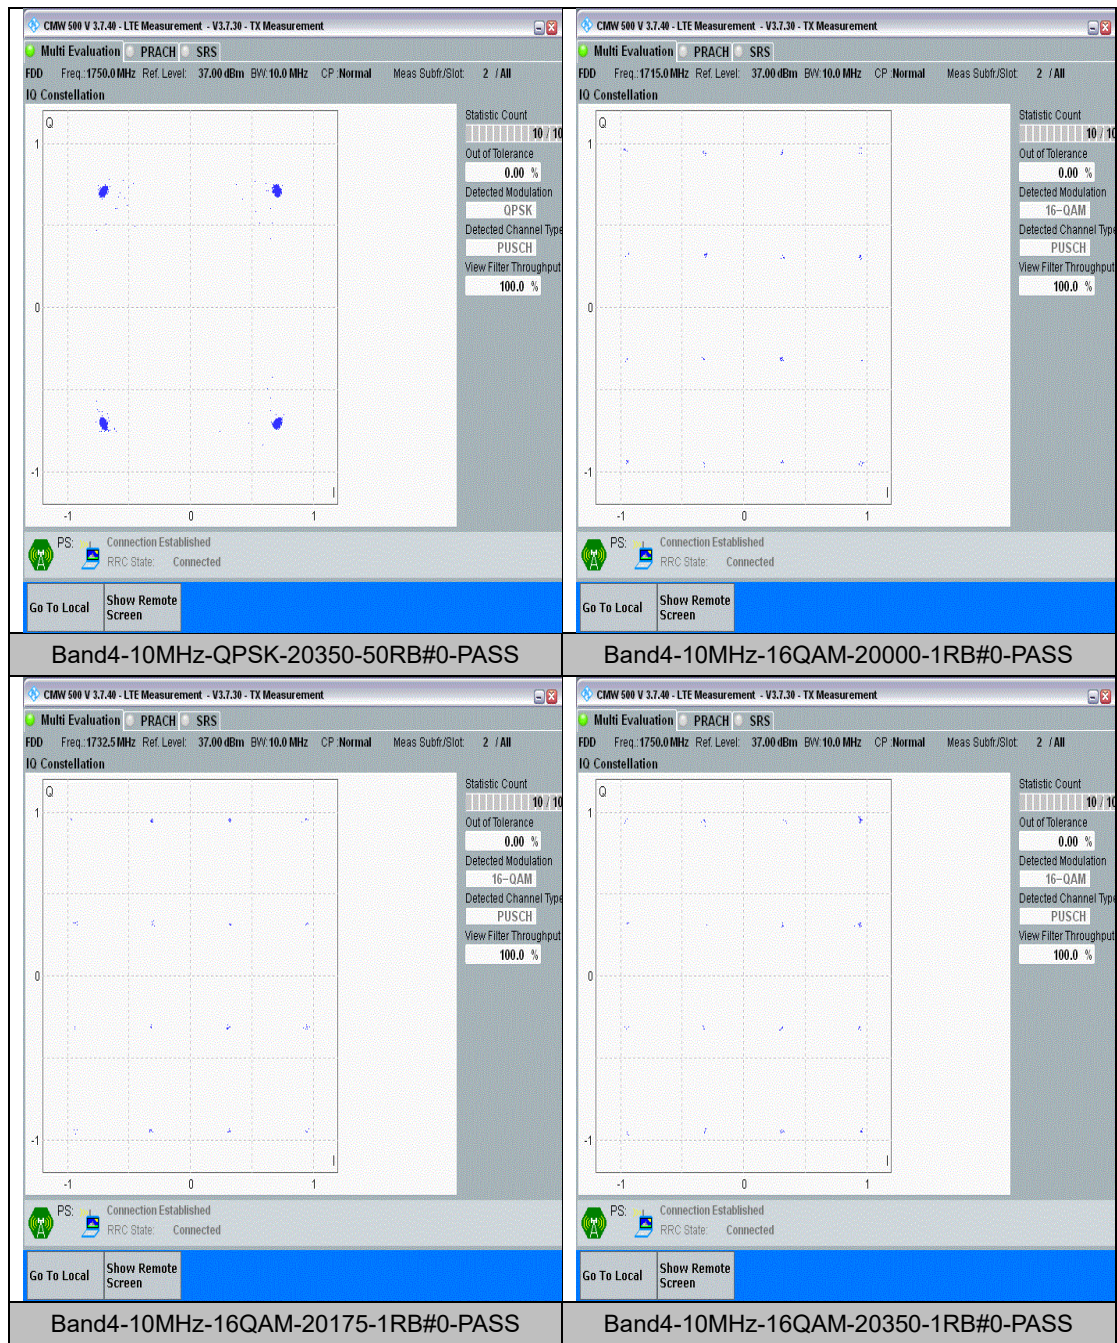 CMW 500 V 3.7.40 - LTE Measurement - V3.7.30 - TX Measurement
Multi Evaluation PRACH SRS
FDD Freq.:1750.0 MHz Ref. Level: 37.00 dBm BW:10.0 MHz CP :Normal Meas Subfr./Slot: 2 / All
IQ Constellation
Q
1
0
-1
-1 0 1
I
Statistic Count
10 / 10
Out of Tolerance
0.00 %
Detected Modulation
QPSK
Detected Channel Type
PUSCH
View Filter Throughput
100.0 %
PS: Connection Established
RRC State: Connected
Go To Local Show Remote
Screen
Band4-10MHz-QPSK-20350-50RB#0-PASS
CMW 500 V 3.7.40 - LTE Measurement - V3.7.30 - TX Measurement
Multi Evaluation PRACH SRS
FDD Freq.:1715.0 MHz Ref. Level: 37.00 dBm BW:10.0 MHz CP :Normal Meas Subfr./Slot: 2 / All
IQ Constellation
Q
1
0
-1
-1 0 1
I
Statistic Count
10 / 10
Out of Tolerance
0.00 %
Detected Modulation
16-QAM
Detected Channel Type
PUSCH
View Filter Throughput
100.0 %
PS: Connection Established
RRC State: Connected
Go To Local Show Remote
Screen
Band4-10MHz-16QAM-20000-1RB#0-PASS
CMW 500 V 3.7.40 - LTE Measurement - V3.7.30 - TX Measurement
Multi Evaluation PRACH SRS
FDD Freq.:1732.5 MHz Ref. Level: 37.00 dBm BW:10.0 MHz CP :Normal Meas Subfr./Slot: 2 / All
IQ Constellation
Q
1
0
-1
-1 0 1
I
Statistic Count
10 / 10
Out of Tolerance
0.00 %
Detected Modulation
16-QAM
Detected Channel Type
PUSCH
View Filter Throughput
100.0 %
PS: Connection Established
RRC State: Connected
Go To Local Show Remote
Screen
Band4-10MHz-16QAM-20175-1RB#0-PASS
CMW 500 V 3.7.40 - LTE Measurement - V3.7.30 - TX Measurement
Multi Evaluation PRACH SRS
FDD Freq.:1750.0 MHz Ref. Level: 37.00 dBm BW:10.0 MHz CP :Normal Meas Subfr./Slot: 2 / All
IQ Constellation
Q
1
0
-1
-1 0 1
I
Statistic Count
10 / 10
Out of Tolerance
0.00 %
Detected Modulation
16-QAM
Detected Channel Type
PUSCH
View Filter Throughput
100.0 %
PS: Connection Established
RRC State: Connected
Go To Local Show Remote
Screen
Band4-10MHz-16QAM-20350-1RB#0-PASS